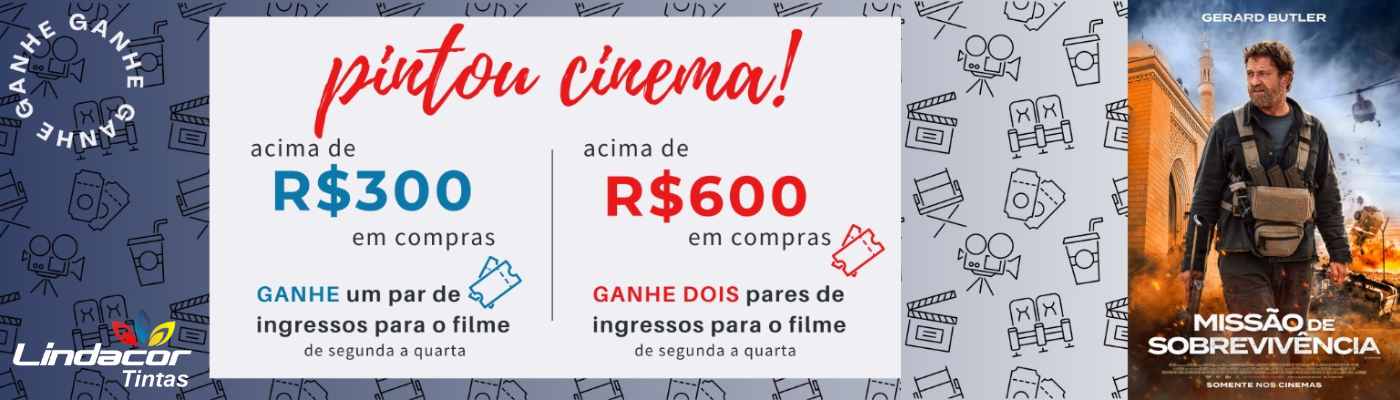 GANHE GANHE GANHE GANHE
pintou cinema!
acima de
R$300
em compras
GANHE um par de
ingressos para o filme
de segunda a quarta
acima de
R$600
em compras
GANHE DOIS pares de
ingressos para o filme
de segunda a quarta
Lindacor
Tintas
GERARD BUTLER
MISSÃO DE
SOBREVIVÊNCIA
SOMENTE NOS CINEMAS